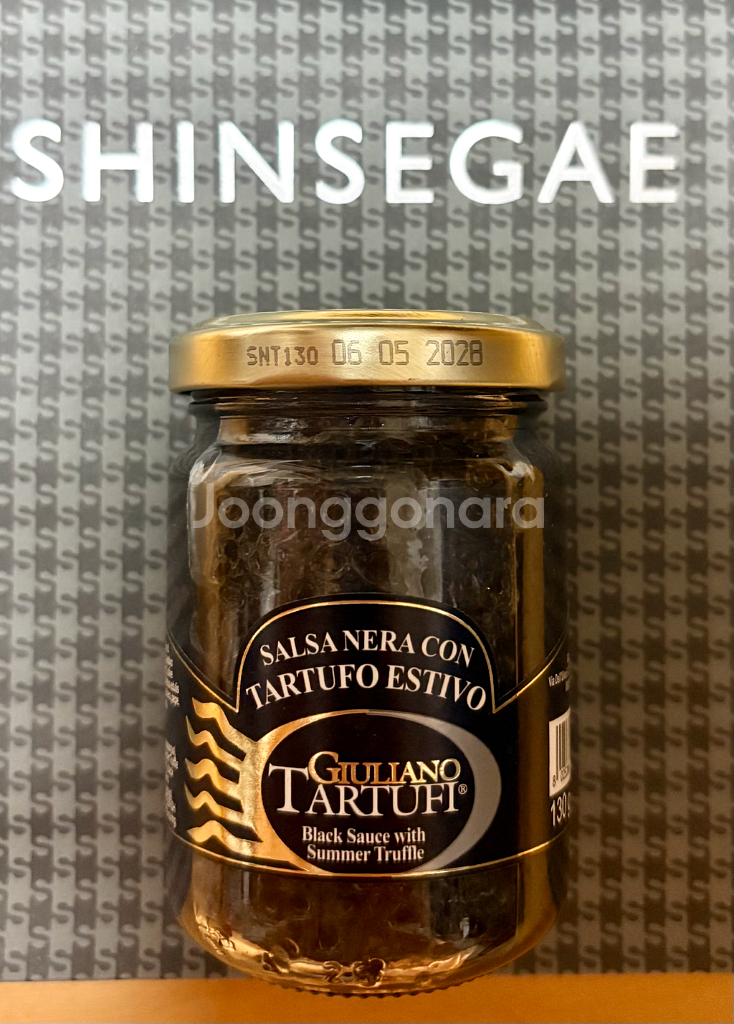 SHINSEGAE
SNT130 06 05 2028
Joonggonara
SALSA NERA CON
TARTUFO ESTIVO
GIULIANO
TARTUFI®
Black Sauce with
Summer Truffle
130 g